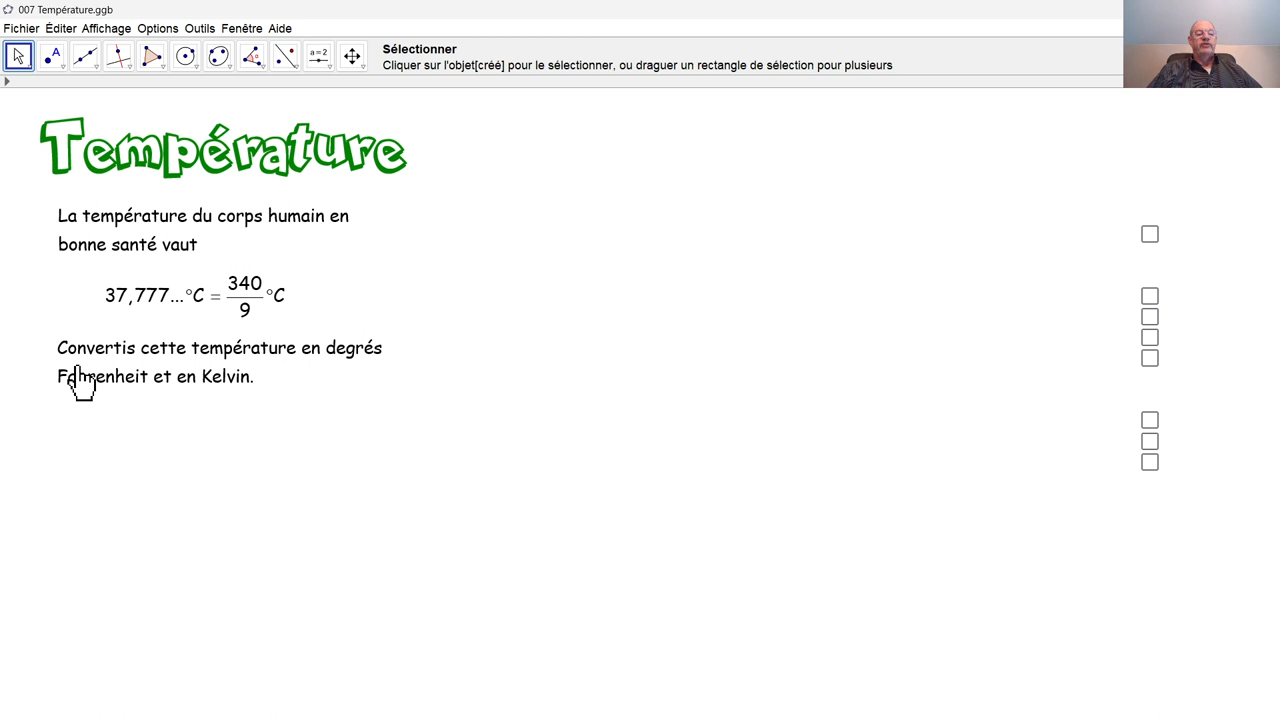 007 Température.ggb
Fichier Éditer Affichage Options Outils Fenêtre Aide
A
a=2
Sélectionner
Cliquer sur l'objet[créé] pour le sélectionner, ou draguer un rectangle de sélection pour plusieurs
Température
La température du corps humain en
bonne santé vaut
37,777...°C = 340/9 °C
Convertis cette température en degrés
Fahrenheit et en Kelvin.